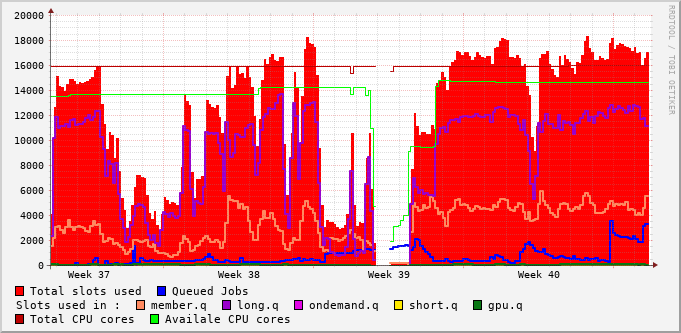 20000
18000
16000
14000
12000
10000
8000
6000
4000
2000
0
Week 37 Week 38 Week 39 Week 40
RRDTOOL / TOBI OETIKER
Total slots used Queued Jobs
Slots used in : member.q long.q ondemand.q short.q gpu.q
Total CPU cores Availale CPU cores